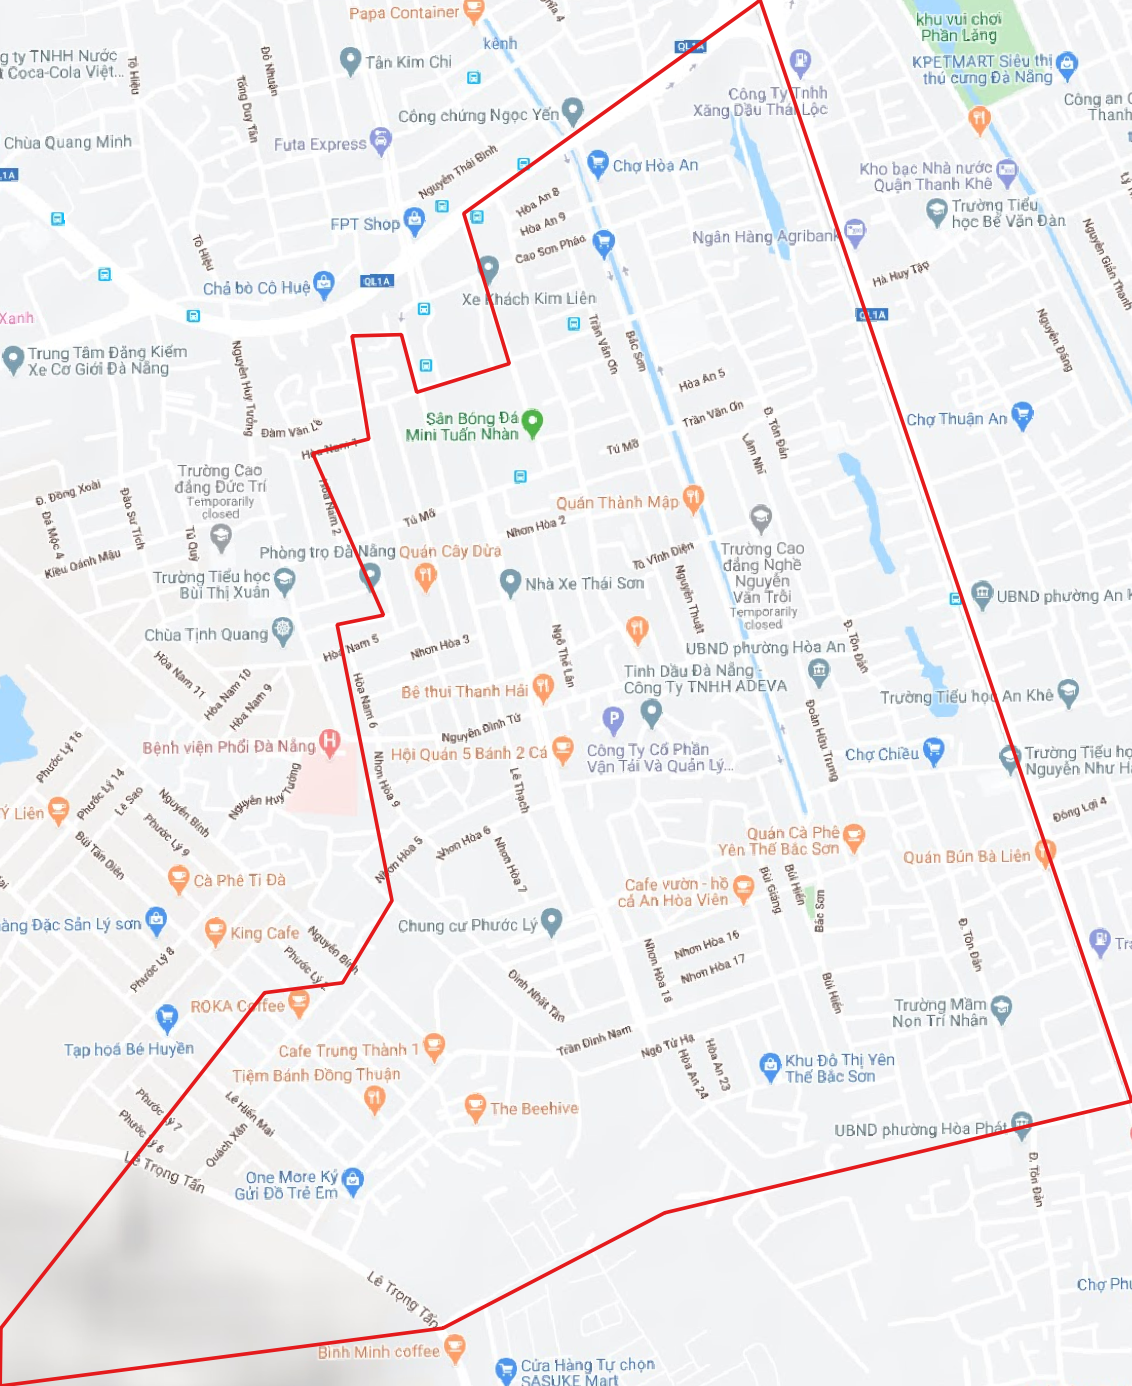 Papa Container
kênh
khu vui chơi
Phần Lăng
QL1A
KPETMART Siêu thị
thú cưng Đà Nẵng
ty TNHH Nước
Coca-Cola Việt...
Tô Hiệu
Đỗ Nhuận
Tống Duy Tân
Tân Kim Chi
Công Ty Tnhh
Xăng Dầu Thái Lộc
Công an
Thanh
Công chứng Ngọc Yến
Chùa Quang Minh
Futa Express
Nguyễn Thái Bình
Chợ Hòa An
Kho bạc Nhà nước
Quận Thanh Khê
Trường Tiểu
học Bế Văn Đàn
Hòa An 8
Hòa An 9
Cao Sơn Pháo
FPT Shop
Ngân Hàng Agribank
Nguyễn Giản Thanh
Hà Huy Tập
Tô Hiệu
QL1A
Chả bò Cô Huệ
Xe Khách Kim Liên
QL1A
Xanh
Trung Tâm Đăng Kiểm
Xe Cơ Giới Đà Nẵng
Trần Văn Ơn
Bắc Sơn
Nguyễn Đăng
Nguyễn Huy Tưởng
Hòa An 5
Trần Văn Ơn
Đ. Tôn Đản
Lâm Nhĩ
Chợ Thuận An
Sân Bóng Đá
Mini Tuấn Nhàn
Đàm Văn Lễ
Tú Mỡ
Trường Cao
đẳng Đức Trí
Temporarily
closed
Hòa Nam 2
Đ. Đồng Xoài
Đá Mộc 4
Đào Sư Tích
Tú Quỳ
Kiều Oánh Mậu
Tú Mỡ
Nhơn Hòa 2
Quán Thành Mập
Trường Cao
đẳng Nghề
Nguyễn
Văn Trỗi
Temporarily
closed
Phòng trọ Đà Nẵng
Quán Cây Dừa
Tô Vĩnh Diện
Nguyễn Thuật
Trường Tiểu học
Bùi Thị Xuân
Nhà Xe Thái Sơn
UBND phường An
Chùa Tịnh Quang
Hòa Nam 5
Nhơn Hòa 3
Ngô Thế Lân
UBND phường Hòa An
Đ. Tôn Đản
Hòa Nam 11
Hòa Nam 10
Hòa Nam 9
Hòa Nam 6
Bê thui Thanh Hải
Tinh Dầu Đà Nẵng -
Công Ty TNHH ADEVA
Trường Tiểu học An Khê
Đoàn Hữu Trưng
Nguyễn Đình Tứ
Bệnh viện Phổi Đà Nẵng
Hội Quán 5 Bánh 2 Cá
Công Ty Cổ Phần
Vận Tải Và Quản Lý...
Chợ Chiều
Trường Tiểu
Nguyễn Như
Phước Lý 16
Phước Lý 14
Lê Sao
Nguyễn Huy Tưởng
Nhơn Hòa 9
Lê Thạch
Ý Liên
Nguyễn Bính
Phước Lý 9
Bùi Tấn Diên
Đông Lợi 4
Nhơn Hòa 5
Nhơn Hòa 6
Nhơn Hòa 7
Quán Cà Phê
Yên Thế Bắc Sơn
Quán Bún Bà Liên
Cà Phê Ti Đà
Cafe vườn - hồ
cá An Hòa Viên
Bùi Giáng
Bùi Hiển
Bắc Sơn
Đặc Sản Lý sơn
King Cafe
Nguyễn Bính
Chung cư Phước Lý
Nhơn Hòa 16
Nhơn Hòa 17
Nhơn Hòa 18
Đ. Tôn Đản
Phước Lý 8
Đinh Nhật Tân
Bùi Hiển
ROKA Coffee
Trường Mầm
Non Trí Nhân
Tạp hoá Bé Huyền
Cafe Trung Thành 1
Trần Đình Nam
Ngô Tử Hạ
Hòa An 24
Hòa An 23
Khu Đô Thị Yên
Thế Bắc Sơn
Tiệm Bánh Đồng Thuận
The Beehive
Phước Lý 7
Phước Lý 6
Lê Hiến Mai
Quách Xân
UBND phường Hòa Phát
Lê Trọng Tấn
One More Ký
Gửi Đồ Trẻ Em
Đ. Tôn Đản
Lê Trọng Tấn
Chợ
Bình Minh coffee
Cửa Hàng Tự chọn
SASUKE Mart